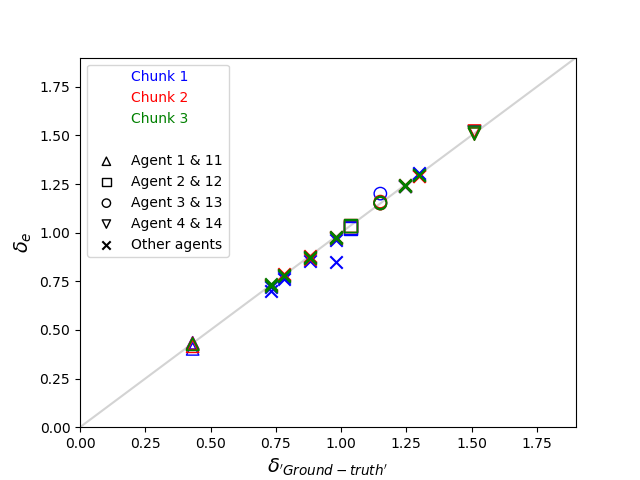 Chunk 1
Chunk 2
Chunk 3
Agent 1 & 11
Agent 2 & 12
Agent 3 & 13
Agent 4 & 14
Other agents
1.75
1.50
1.25
1.00
0.75
0.50
0.25
0.00
δe
0.00 0.25 0.50 0.75 1.00 1.25 1.50 1.75
δ'Ground−truth'